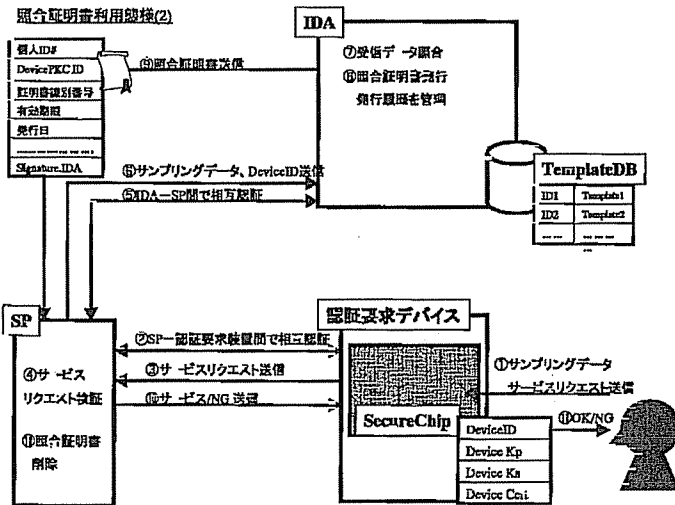 照合証明書利用態様(2)
個人ID#
DevicePKC ID
証明書識別番号
有効期限
発行日
Signature.IDA
⑨照合証明書送信
IDA
⑦受信データ照合
⑧照合証明書発行
発行履歴を管理
TemplateDB
ID1 Template1
ID2 Template2
... ... ... ...
...
⑥サンプリングデータ、DeviceID送信
⑤IDA－SP間で相互認証
SP
④サービス
リクエスト検証
照合証明書
削除
②SP－認証要求装置間で相互認証
③サービスリクエスト送信
⑩サービス/NG 送信
認証要求デバイス
SecureChip
①サンプリングデータ
サービスリクエスト送信
⑪OK/NG
DeviceID
Device Kp
Device Ks